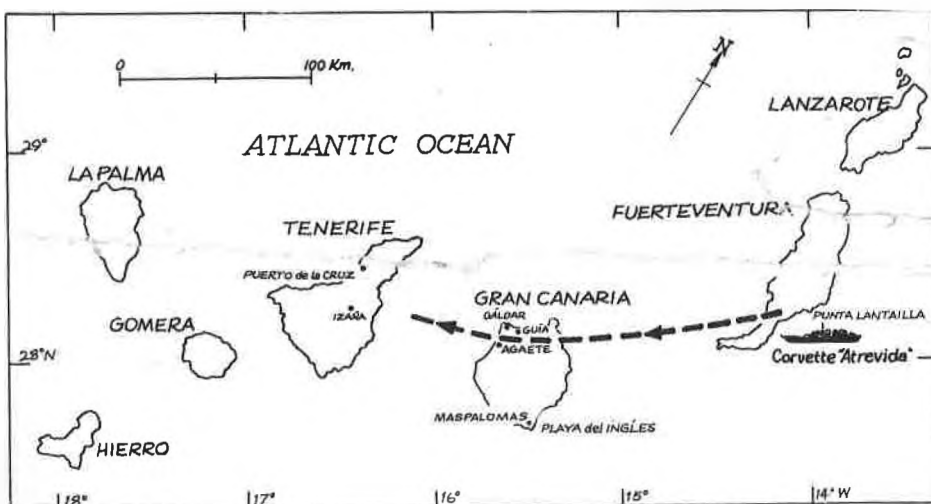 0
100 Km.
N
LANZAROTE
ATLANTIC OCEAN
29°
LA PALMA
FUERTEVENTURA
TENERIFE
PUERTO de la CRUZ
IZAÑA
GRAN CANARIA
GÁLDAR
GUÍA
AGAETE
PUNTA LANTAILLA
Corvette "Atrevida"
GOMERA
28°N
MASPALOMAS
PLAYA del INGLÉS
HIERRO
18°
17°
16°
15°
14° W